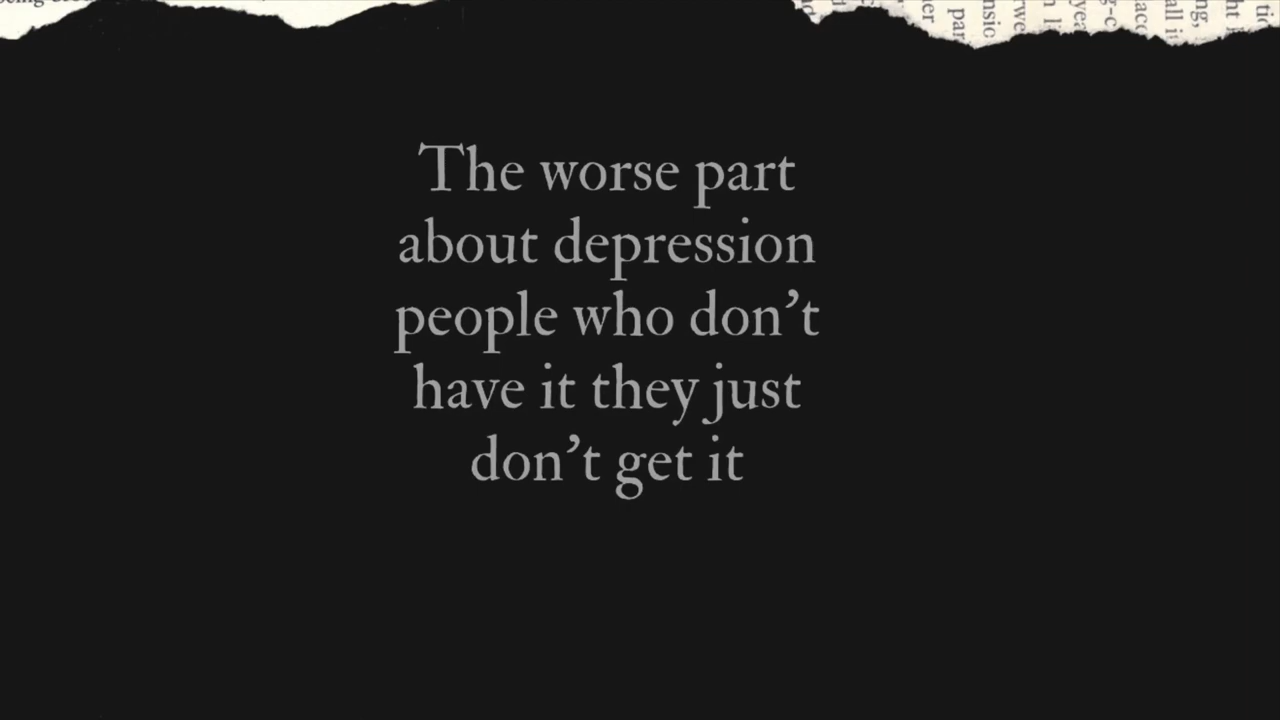 The worse part
about depression
people who don’t
have it they just
don’t get it